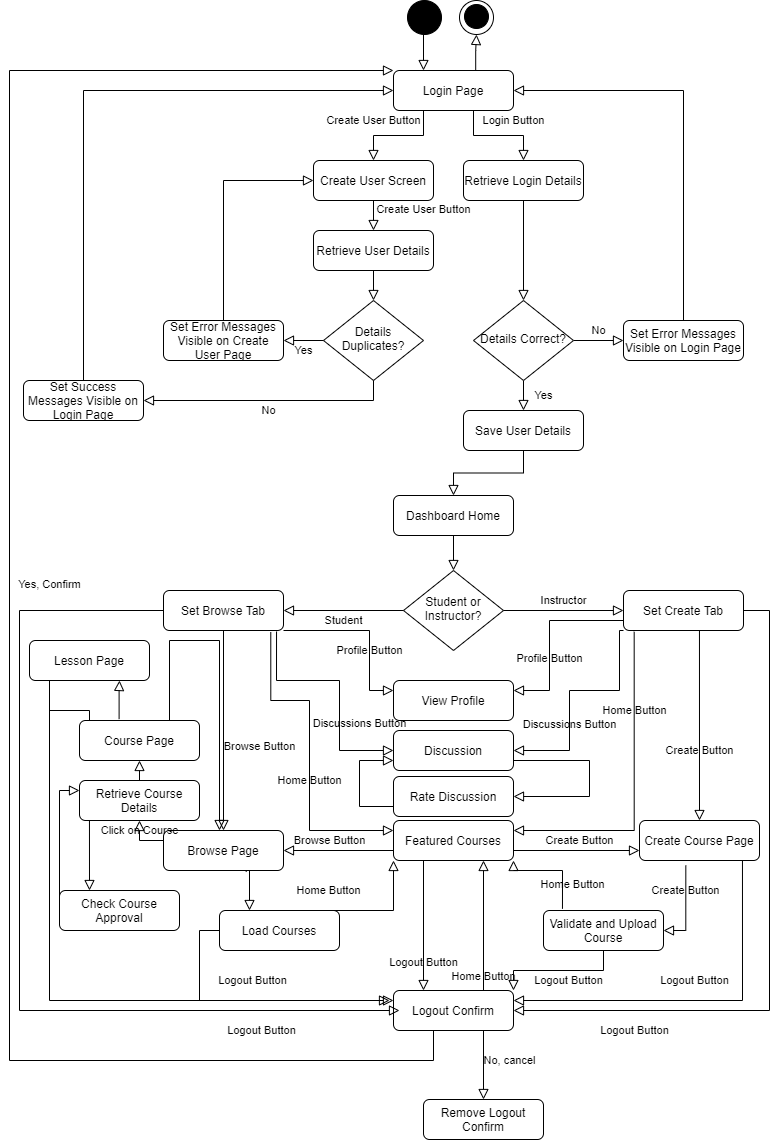 Login Page
Create User Button
Login Button
Create User Screen
Retrieve Login Details
Create User Button
Retrieve User Details
Set Error Messages
Visible on Create
User Page
Yes
Details
Duplicates?
Details Correct?
No
Set Error Messages
Visible on Login Page
Set Success
Messages Visible on
Login Page
No
Yes
Save User Details
Dashboard Home
Yes, Confirm
Set Browse Tab
Student
Student or
Instructor?
Instructor
Set Create Tab
Profile Button
Profile Button
Lesson Page
View Profile
Discussions Button
Discussions Button
Home Button
Course Page
Browse Button
Discussion
Create Button
Home Button
Retrieve Course
Details
Rate Discussion
Click on Course
Browse Page
Browse Button
Featured Courses
Create Button
Create Course Page
Home Button
Home Button
Create Button
Check Course
Approval
Load Courses
Validate and Upload
Course
Logout Button
Home Button
Logout Button
Logout Button
Logout Button
Logout Confirm
Logout Button
Logout Button
No, cancel
Remove Logout
Confirm